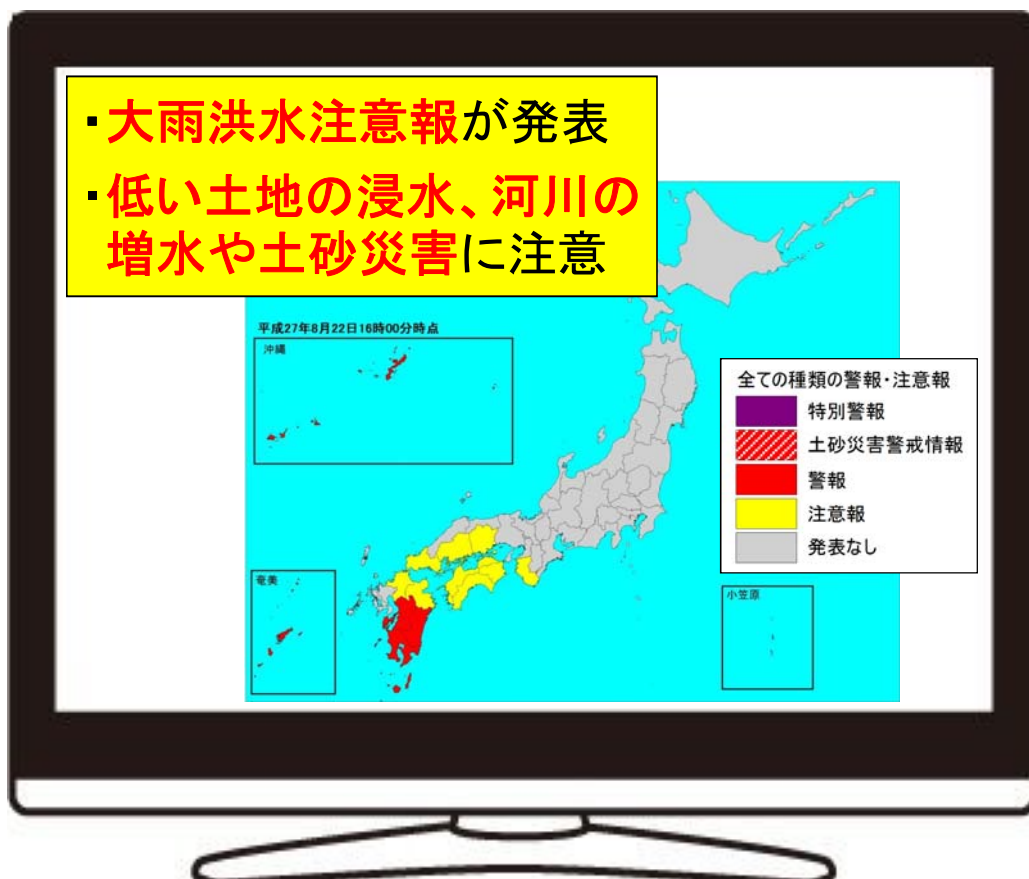 ・大雨洪水注意報が発表
・低い土地の浸水、河川の
増水や土砂災害に注意
平成27年8月22日16時00分時点
沖縄
全ての種類の警報・注意報
特別警報
土砂災害警戒情報
警報
注意報
発表なし
奄美
小笠原